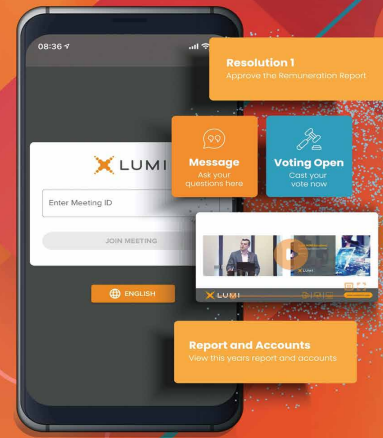 08:36
Resolution 1
Approve the Remuneration Report
LUMI
Enter Meeting ID
JOIN MEETING
ENGLISH
Message
Ask your
questions here
Voting Open
Cast your
vote now
LUMI
LUMI
Report and Accounts
View this years report and accounts